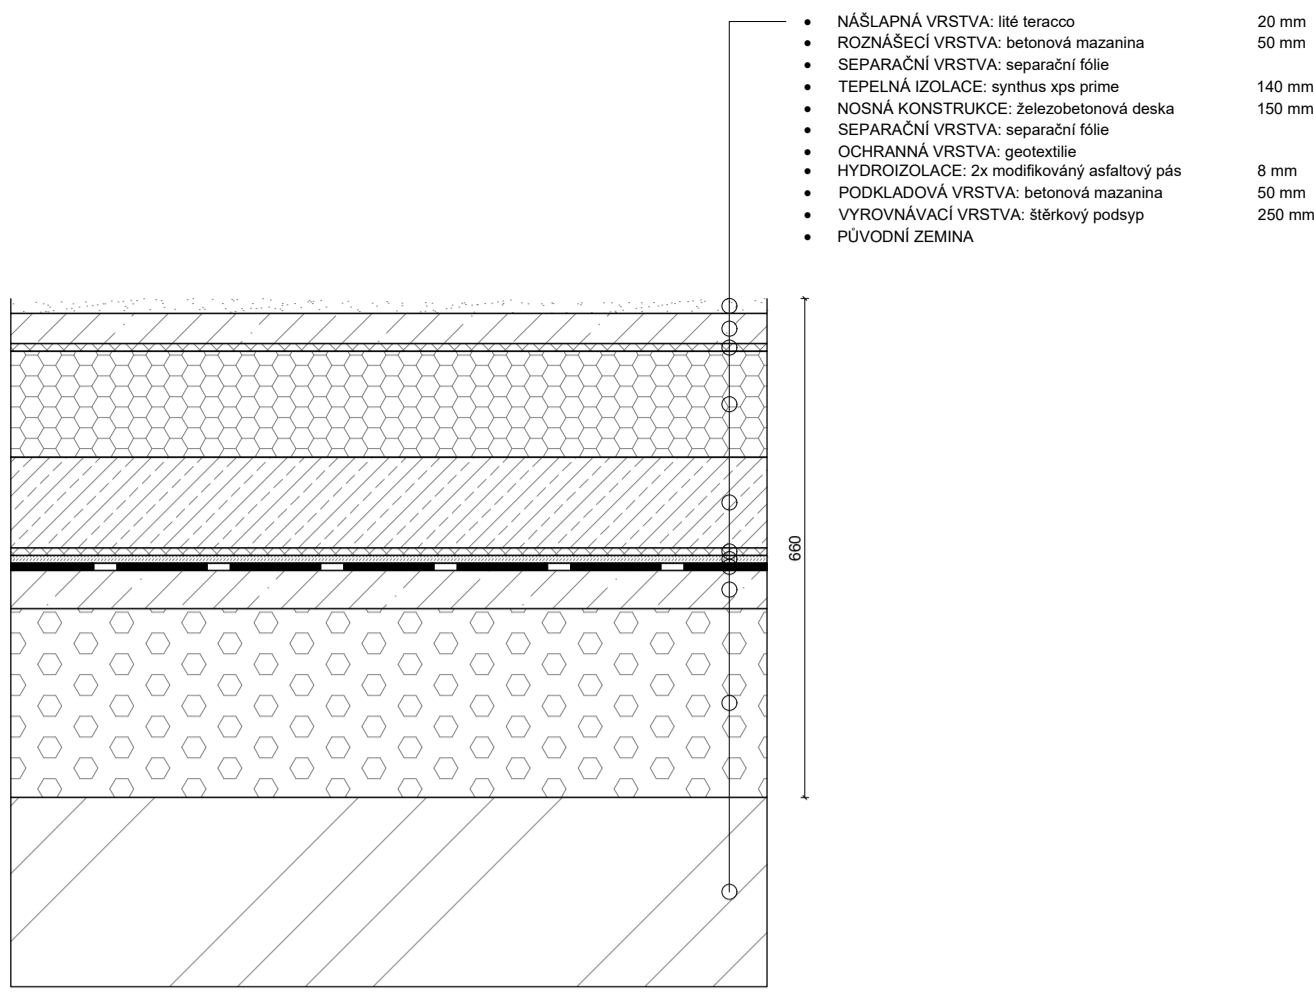 • NÁŠLAPNÁ VRSTVA: lité teracco 20 mm
• ROZNÁŠECÍ VRSTVA: betonová mazanina 50 mm
• SEPARAČNÍ VRSTVA: separační fólie
• TEPELNÁ IZOLACE: synthus xps prime 140 mm
• NOSNÁ KONSTRUKCE: železobetonová deska 150 mm
• SEPARAČNÍ VRSTVA: separační fólie
• OCHRANNÁ VRSTVA: geotextilie
• HYDROIZOLACE: 2x modifikováný asfaltový pás 8 mm
• PODKLADOVÁ VRSTVA: betonová mazanina 50 mm
• VYROVNÁVACÍ VRSTVA: štěrkový podsyp 250 mm
• PŮVODNÍ ZEMINA
660